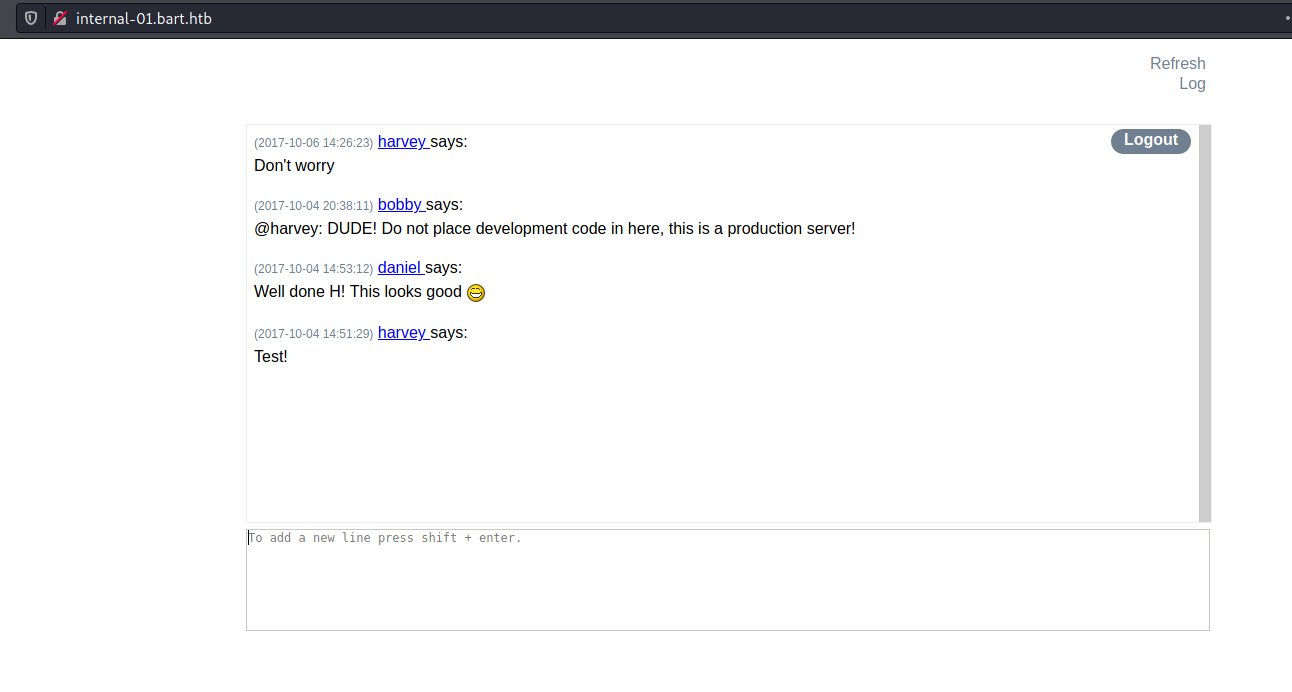 internal-01.bart.htb
Refresh
Log
(2017-10-06 14:26:23) harvey says:
Logout
Don't worry
(2017-10-04 20:38:11) bobby says:
@harvey: DUDE! Do not place development code in here, this is a production server!
(2017-10-04 14:53:12) daniel says:
Well done H! This looks good
(2017-10-04 14:51:29) harvey says:
Test!
To add a new line press shift + enter.